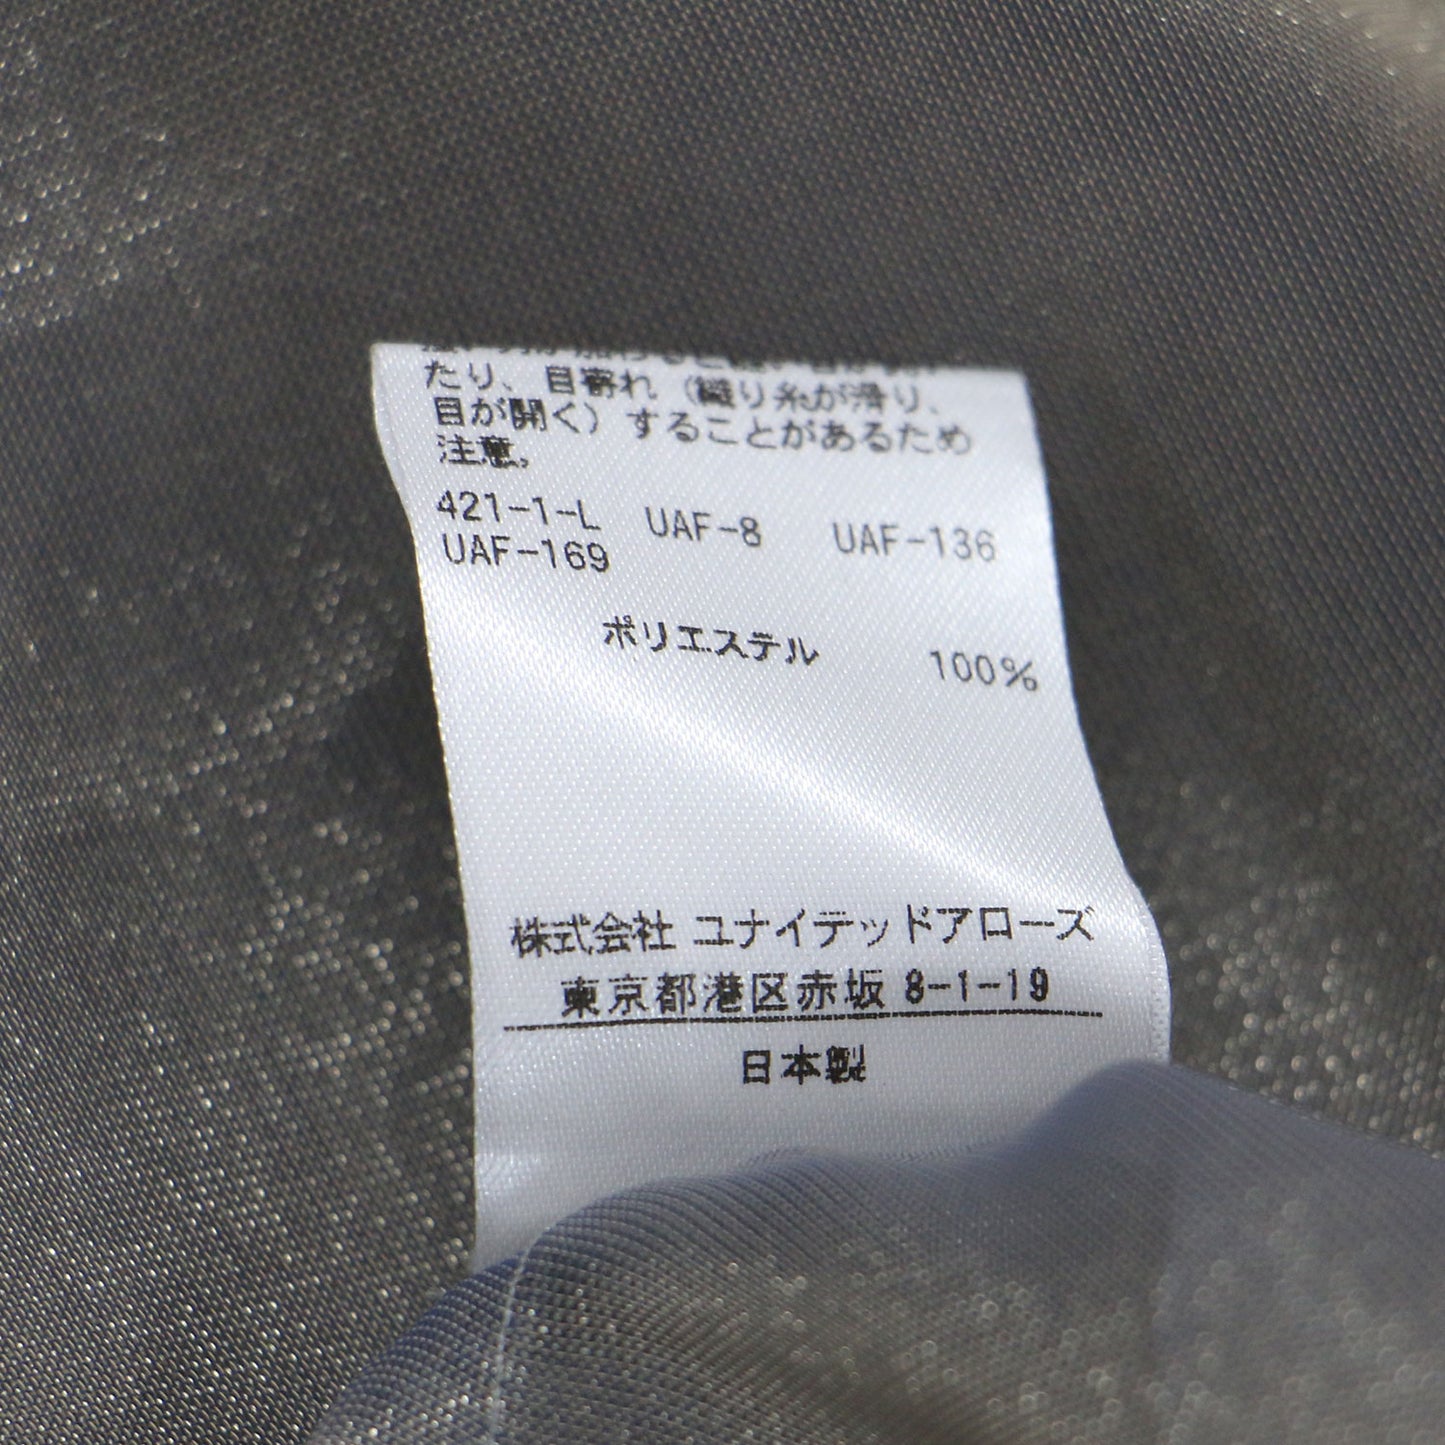 たり、目寄れ（織り糸が滑り、
目が開く）することがあるため
注意。
421-1-L UAF-8 UAF-136
UAF-169
ポリエステル 100%
株式会社 ユナイテッドアローズ
東京都港区赤坂 8-1-19
日本製